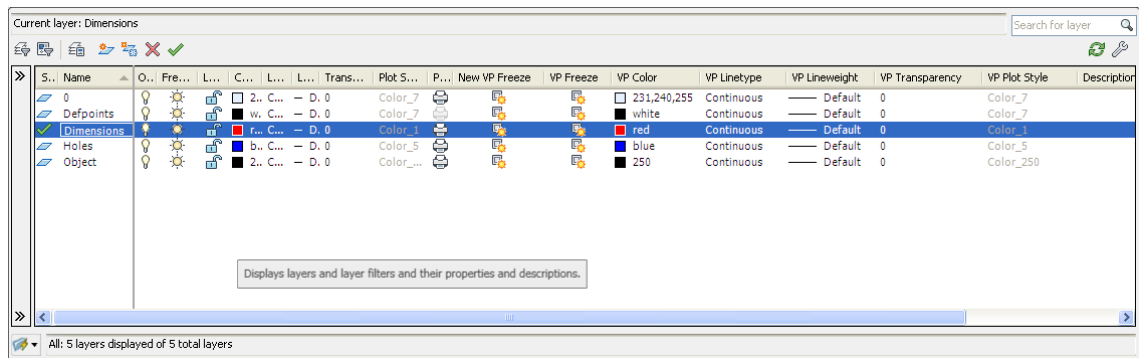 Current layer: Dimensions
Search for layer
S.. Name O.. Fre... L... C... L... L... Trans... Plot S... P... New VP Freeze VP Freeze VP Color VP Linetype VP Lineweight VP Transparency VP Plot Style Description
0 2.. C... D. 0 Color_7 231,240,255 Continuous Default 0 Color_7
Defpoints w. C... D. 0 Color_7 white Continuous Default 0 Color_7
Dimensions r... C... D. 0 Color_1 red Continuous Default 0 Color_1
Holes b.. C... D. 0 Color_5 blue Continuous Default 0 Color_5
Object 2.. C... D. 0 Color_... 250 Continuous Default 0 Color_250
Displays layers and layer filters and their properties and descriptions.
All: 5 layers displayed of 5 total layers